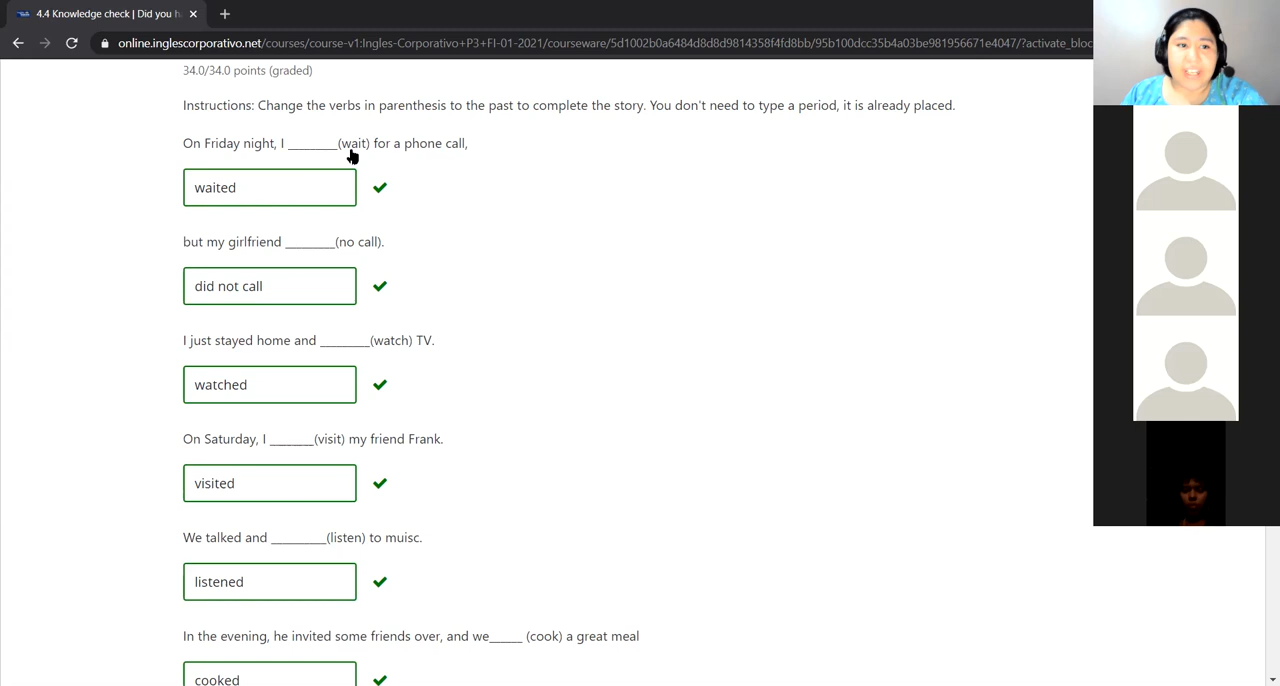 4.4 Knowledge check | Did you h
online.inglescorporativo.net/courses/course-v1:Ingles-Corporativo+P3+FI-01-2021/courseware/5d1002b0a6484d8d8d9814358f4fd8bb/95b100dcc35b4a03be981956671e4047/?activate_bloc
34.0/34.0 points (graded)
Instructions: Change the verbs in parenthesis to the past to complete the story. You don't need to type a period, it is already placed.
On Friday night, I ________(wait) for a phone call,
waited
but my girlfriend ________(no call).
did not call
I just stayed home and ________(watch) TV.
watched
On Saturday, I _______(visit) my friend Frank.
visited
We talked and _________(listen) to muisc.
listened
In the evening, he invited some friends over, and we_____ (cook) a great meal
cooked